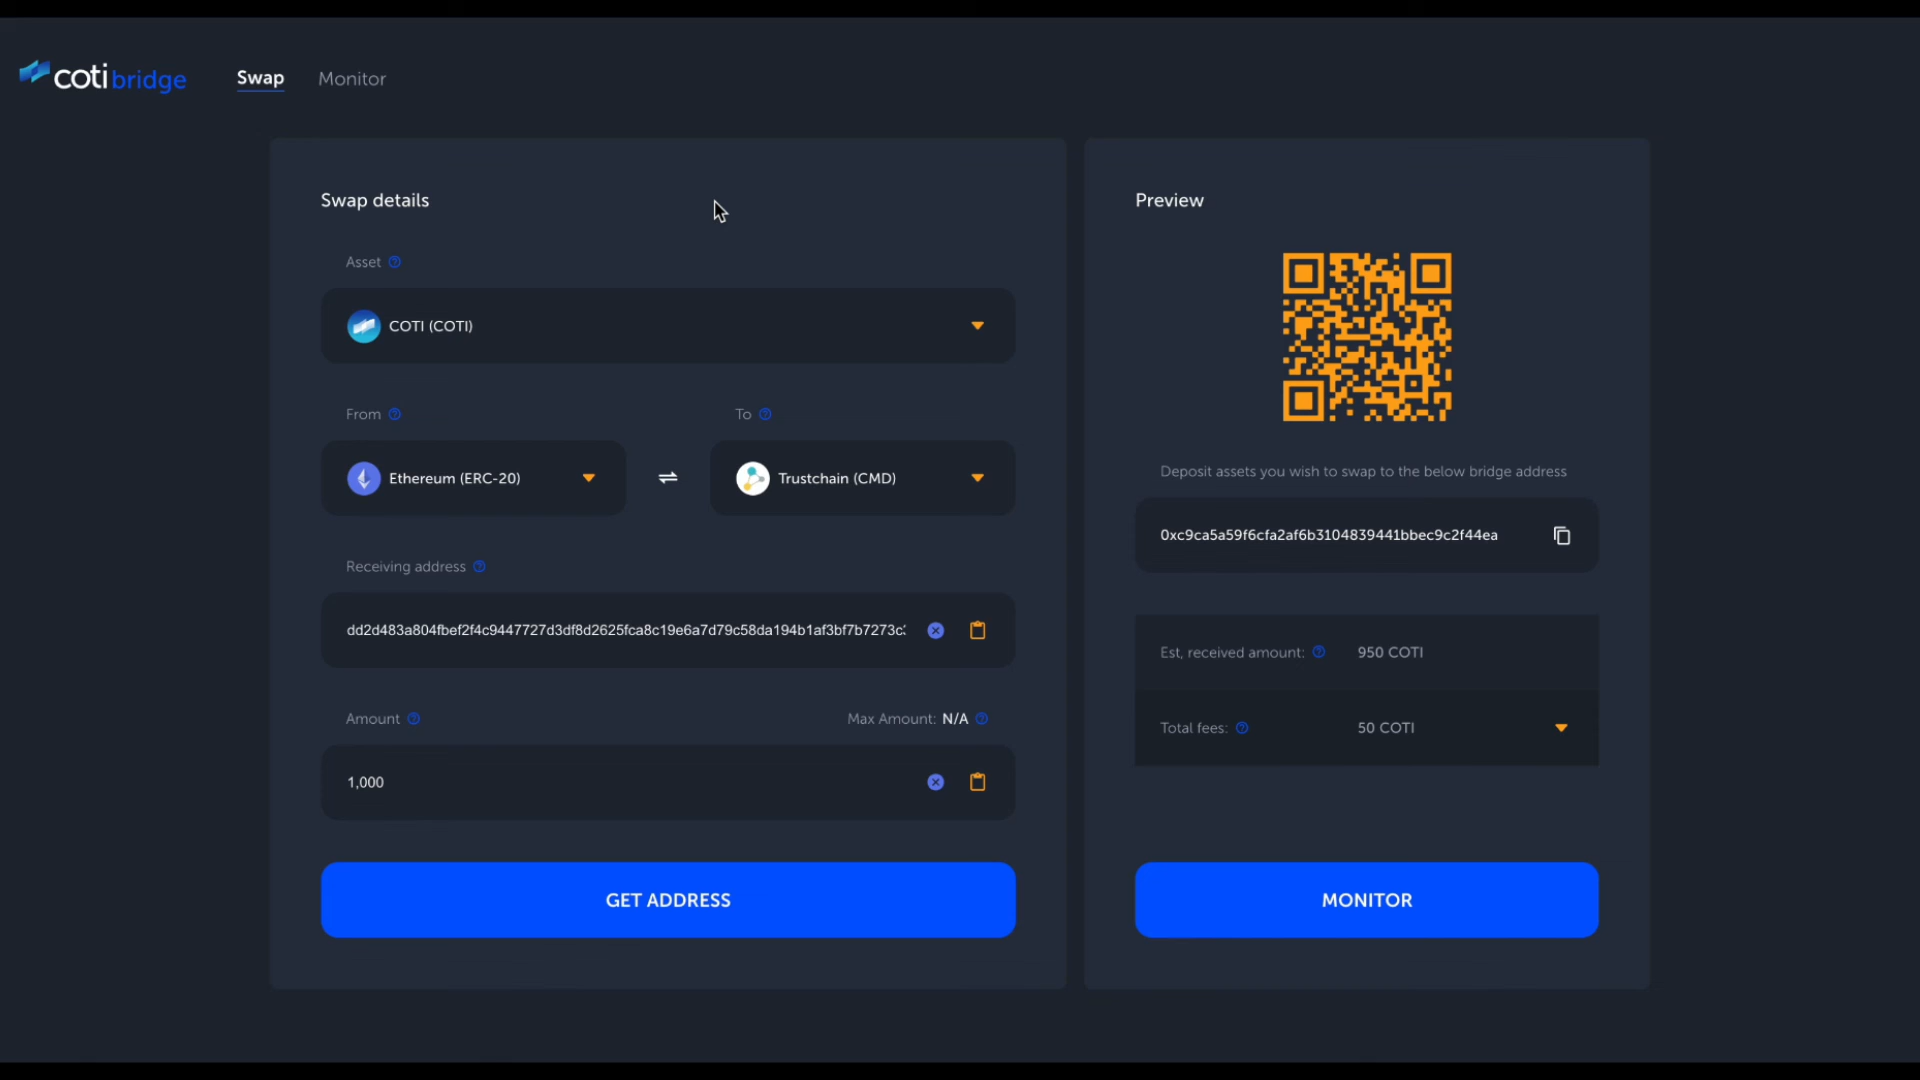 coti bridge
Swap
Monitor
Swap details
Asset
COTI (COTI)
From
To
Ethereum (ERC-20)
Trustchain (CMD)
Receiving address
dd2d483a804fbef2f4c9447727d3df8d2625fca8c19e6a7d79c58da194b1af3bf7b7273c
Amount
Max Amount: N/A
1,000
GET ADDRESS
Preview
Deposit assets you wish to swap to the below bridge address
0xc9ca5a59f6cfa2af6b3104839441bbec9c2f44ea
Est, received amount: 950 COTI
Total fees: 50 COTI
MONITOR